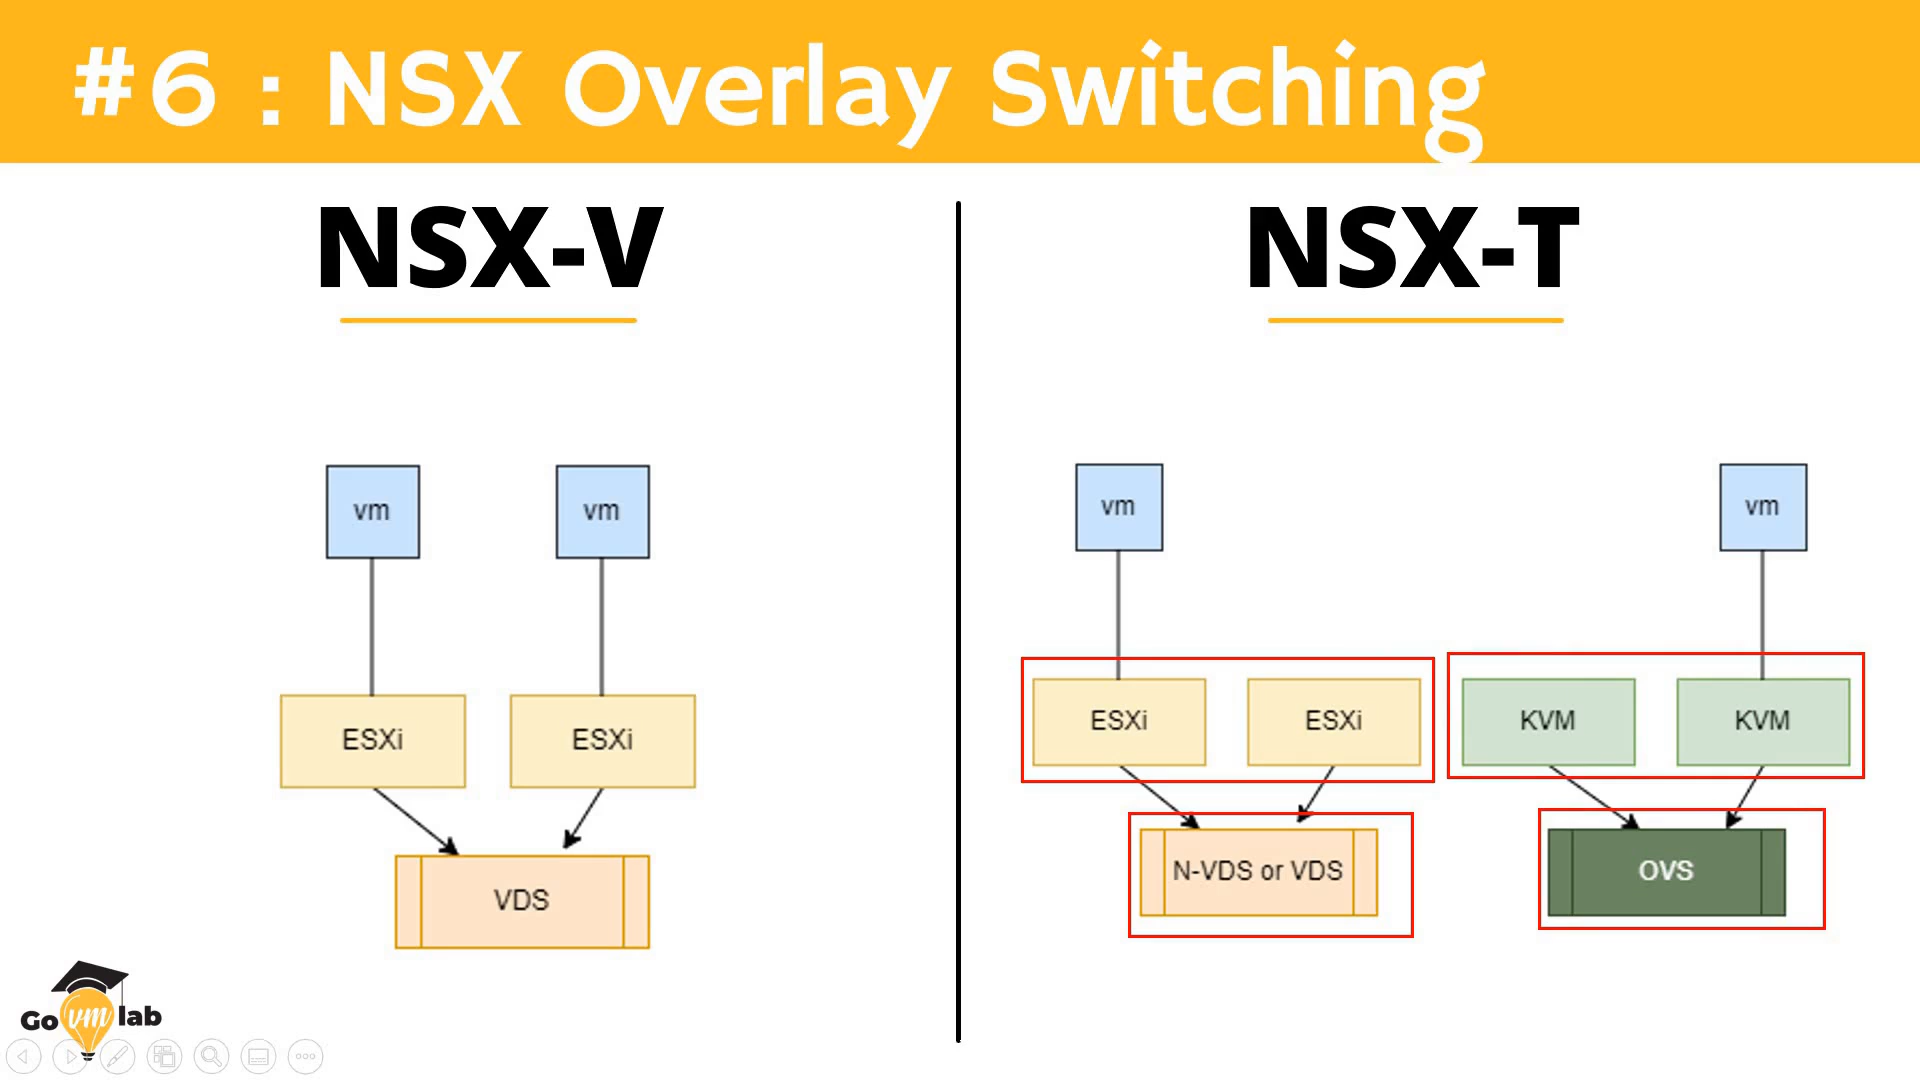 #6 : NSX Overlay Switching
NSX-V
NSX-T
vm
vm
ESXi
ESXi
VDS
vm
vm
ESXi
ESXi
KVM
KVM
N-VDS or VDS
OVS
Go vm lab